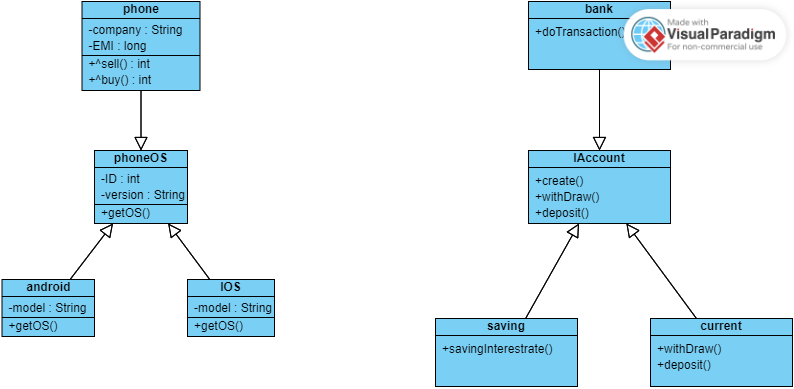 phone
-company : String
-EMI : long
+^sell() : int
+^buy() : int
phoneOS
-ID : int
-version : String
+getOS()
android
-model : String
+getOS()
IOS
-model : String
+getOS()
bank
+doTransaction()
Made with
Visual Paradigm
For non-commercial use
IAccount
+create()
+withDraw()
+deposit()
saving
+savingInterestrate()
current
+withDraw()
+deposit()